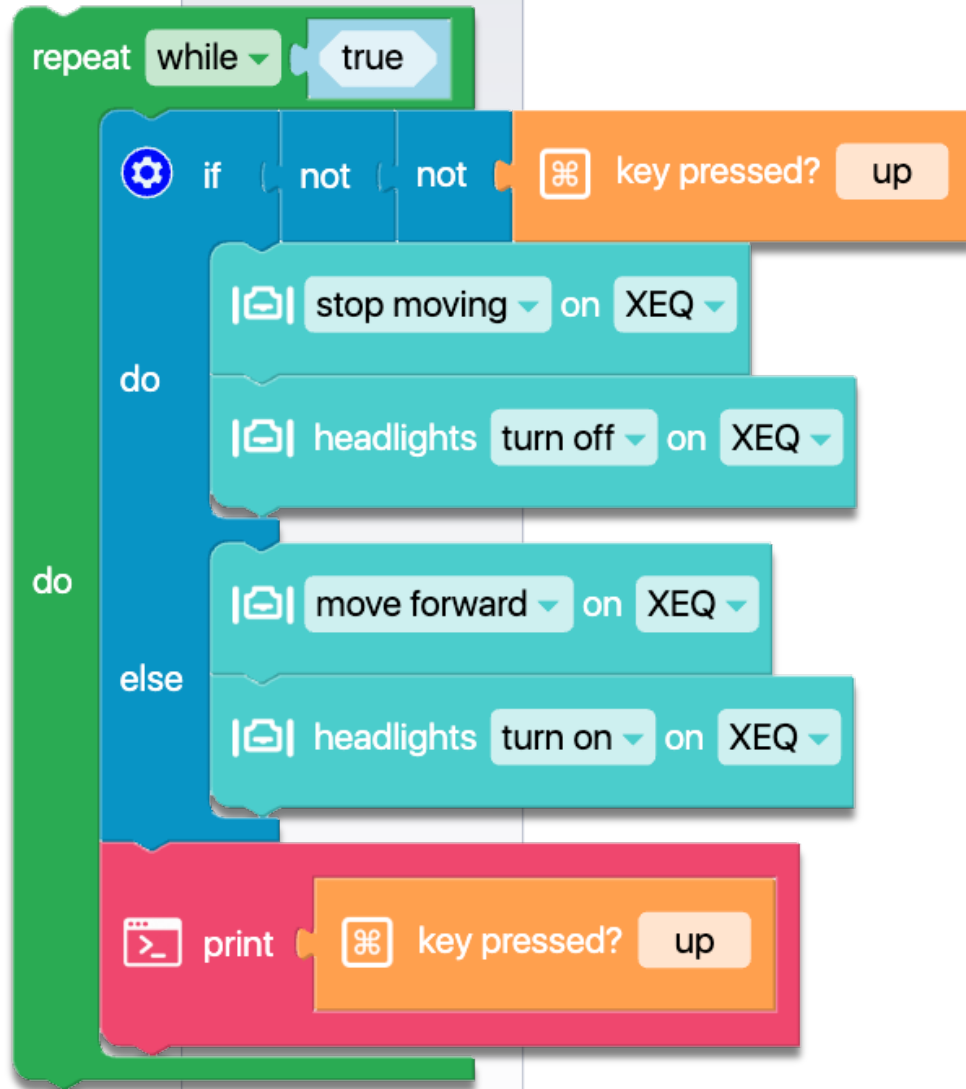 repeat while true
if not not key pressed? up
stop moving on XEQ
do
headlights turn off on XEQ
do
move forward on XEQ
else
headlights turn on on XEQ
print key pressed? up